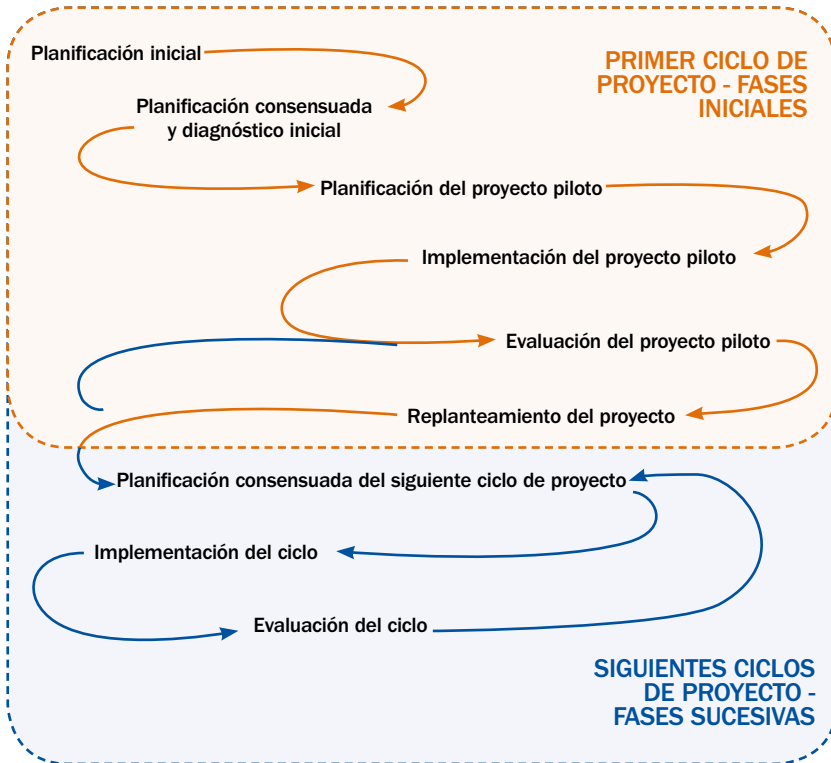 Planificación inicial
PRIMER CICLO DE
PROYECTO - FASES
INICIALES
Planificación consensuada
y diagnóstico inicial
Planificación del proyecto piloto
Implementación del proyecto piloto
Evaluación del proyecto piloto
Replanteamiento del proyecto
Planificación consensuada del siguiente ciclo de proyecto
Implementación del ciclo
Evaluación del ciclo
SIGUIENTES CICLOS
DE PROYECTO -
FASES SUCESIVAS